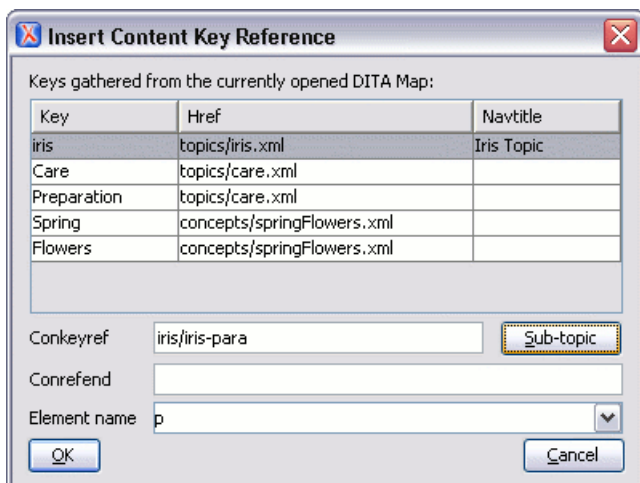 Insert Content Key Reference
Keys gathered from the currently opened DITA Map:
Key Href Navtitle
iris topics/iris.xml Iris Topic
Care topics/care.xml
Preparation topics/care.xml
Spring concepts/springFlowers.xml
Flowers concepts/springFlowers.xml
Conkeyref iris/iris-para Sub-topic
Conrefend
Element name p
OK Cancel